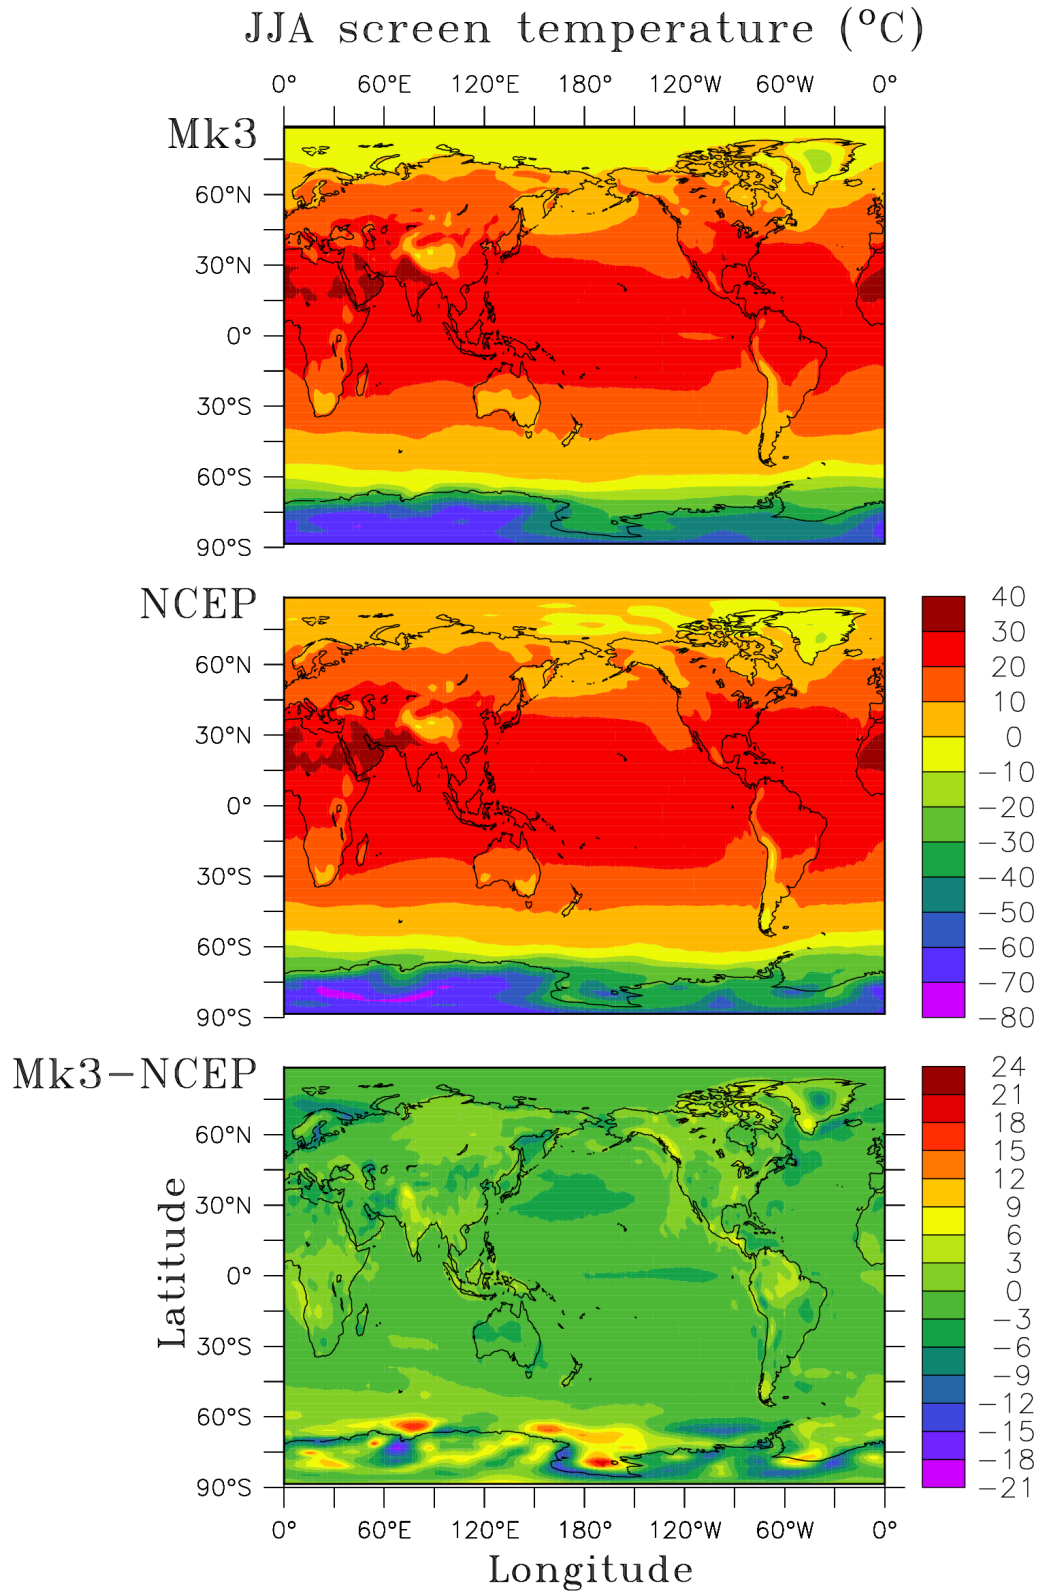 JJA screen temperature (°C)
0° 60°E 120°E 180° 120°W 60°W 0°
Mk3
60°N
30°N
0°
30°S
60°S
90°S
NCEP
60°N
30°N
0°
30°S
60°S
90°S
40
30
20
10
0
−10
−20
−30
−40
−50
−60
−70
−80
Mk3−NCEP
60°N
30°N
0°
30°S
60°S
90°S
Latitude
24
21
18
15
12
9
6
3
0
−3
−6
−9
−12
−15
−18
−21
0° 60°E 120°E 180° 120°W 60°W 0°
Longitude